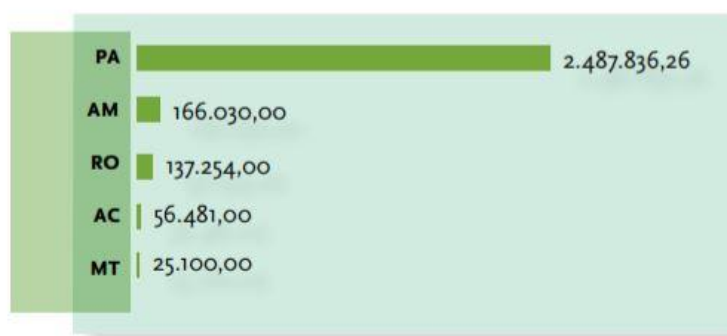 PA 2.487.836,26
AM 166.030,00
RO 137.254,00
AC 56.481,00
MT 25.100,00